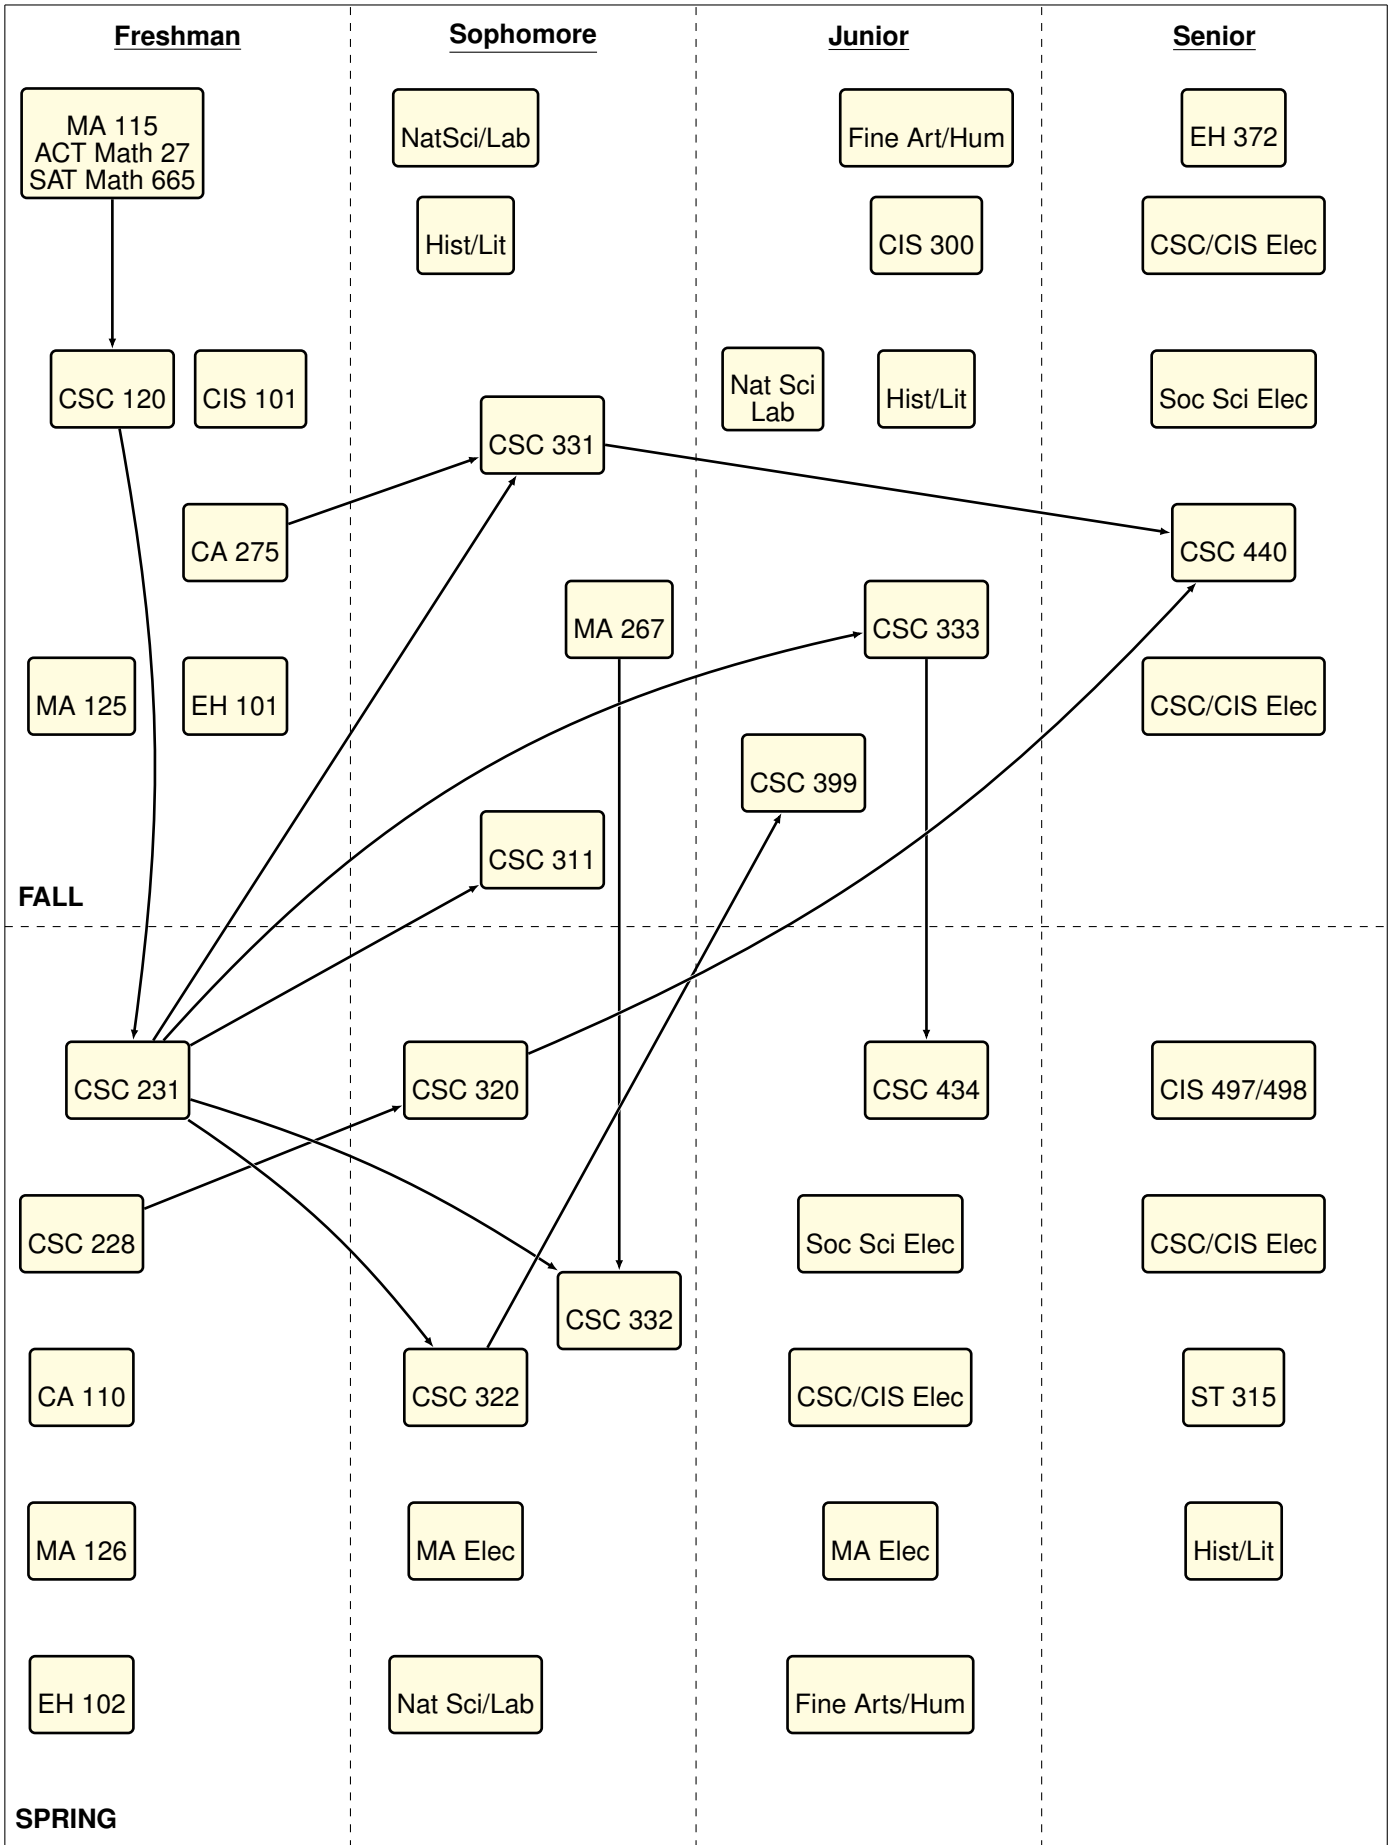 Freshman
Sophomore
Junior
Senior
MA 115
ACT Math 27
SAT Math 665
NatSci/Lab
Fine Art/Hum
EH 372
Hist/Lit
CIS 300
CSC/CIS Elec
CSC 120
CIS 101
Nat Sci
Lab
Hist/Lit
Soc Sci Elec
CSC 331
CA 275
CSC 440
MA 267
CSC 333
MA 125
EH 101
CSC/CIS Elec
CSC 399
CSC 311
FALL
CSC 231
CSC 320
CSC 434
CIS 497/498
CSC 228
Soc Sci Elec
CSC/CIS Elec
CSC 332
CA 110
CSC 322
CSC/CIS Elec
ST 315
MA 126
MA Elec
MA Elec
Hist/Lit
EH 102
Nat Sci/Lab
Fine Arts/Hum
SPRING